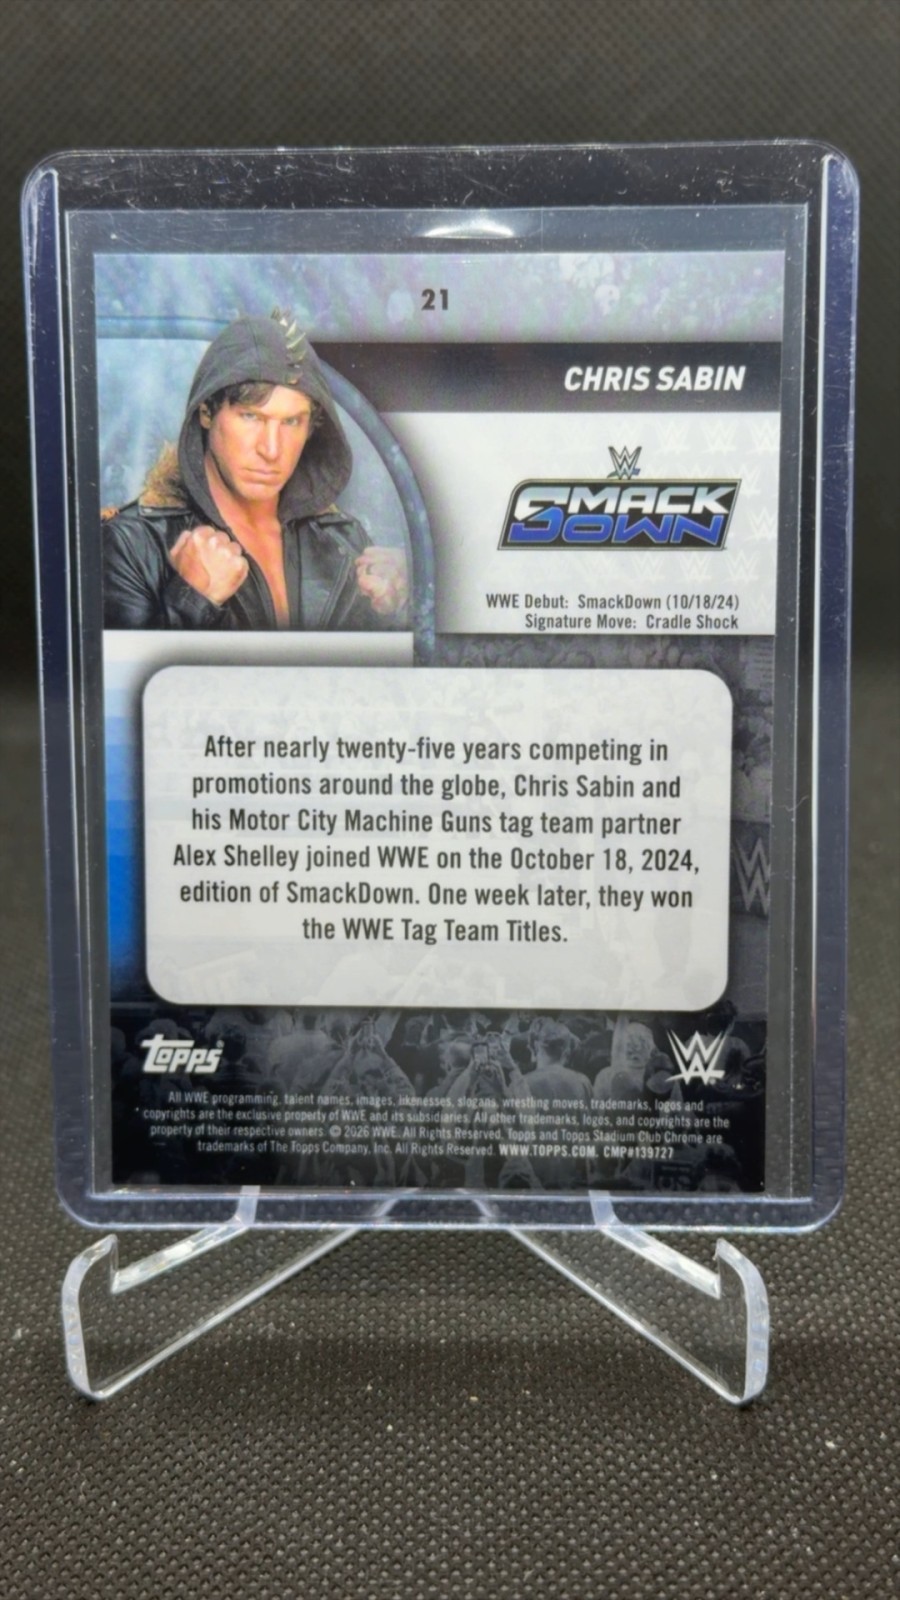 21
CHRIS SABIN
W
SMACK
DOWN
WWE Debut: SmackDown (10/18/24)
Signature Move: Cradle Shock
After nearly twenty-five years competing in
promotions around the globe, Chris Sabin and
his Motor City Machine Guns tag team partner
Alex Shelley joined WWE on the October 18, 2024,
edition of SmackDown. One week later, they won
the WWE Tag Team Titles.
Topps
W
All WWE programming, talent names, images, likenesses, slogans, wrestling moves, trademarks, logos and
copyrights are the exclusive property of WWE and its subsidiaries. All other trademarks, logos, and copyrights are the
property of their respective owners. © 2026 WWE. All Rights Reserved. Topps and Topps Stadium Club Chrome are
trademarks of The Topps Company, Inc. All Rights Reserved. WWW.TOPPS.COM. CMP#139727